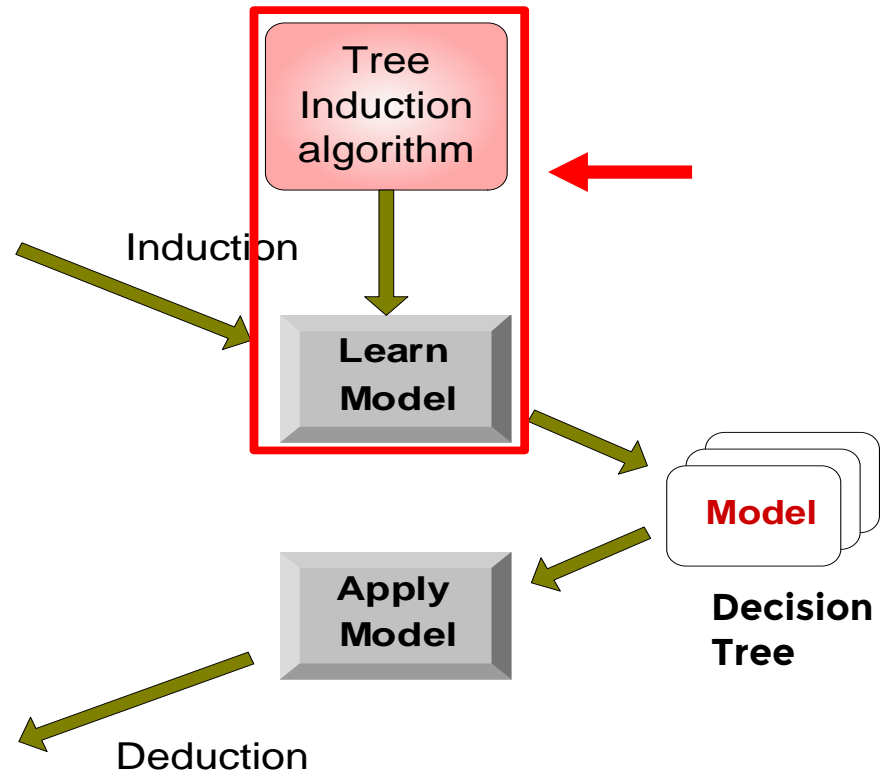 Tree
Induction
algorithm
Induction
Learn
Model
Model
Decision
Tree
Apply
Model
Deduction